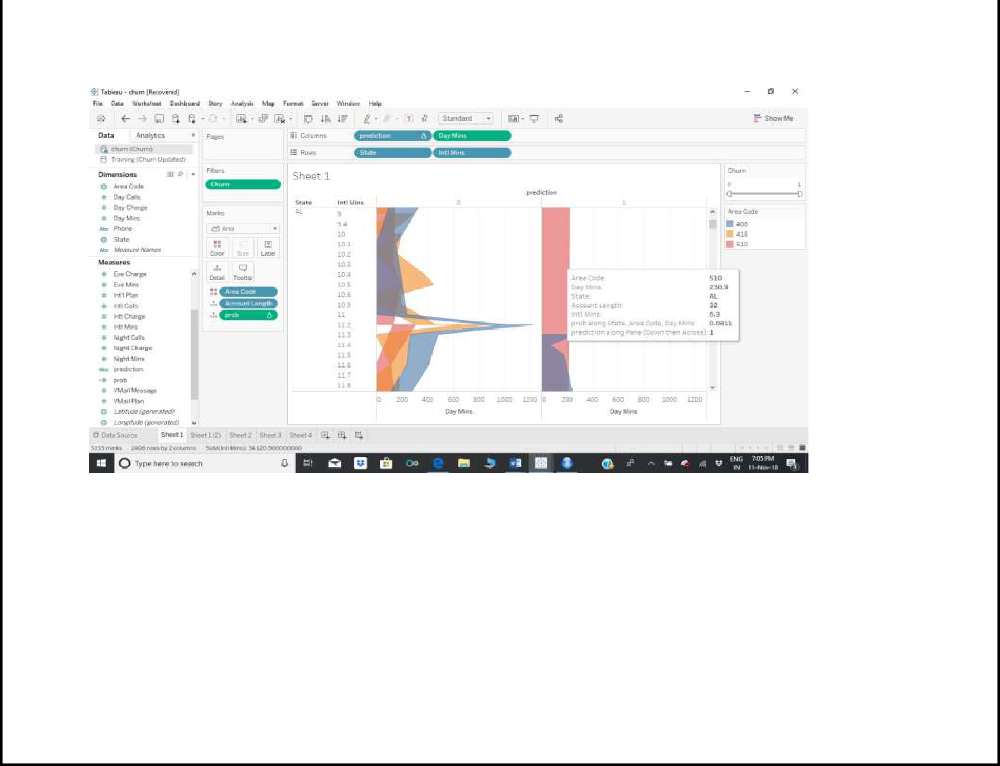 Tableau - churn [Recovered]
File Data Worksheet Dashboard Story Analysis Map Format Server Window Help
Standard
Show Me
Data Analytics
churn (Churn)
Training (Churn Updated)
Dimensions
Area Code
Day Calls
Day Charge
Day Mins
Abc Phone
State
Abc Measure Names
Measures
Eve Charge
Eve Mins
Int'l Plan
Intl Calls
Intl Charge
Intl Mins
Night Calls
Night Charge
Night Mins
prediction
prob
VMail Message
VMail Plan
Latitude (generated)
Longitude (generated)
Pages
Filters
Churn
Marks
Area
Color Size Label
Detail Tooltip
Area Code
Account Length
prob
Columns prediction Day Mins
Rows State Intl Mins
Sheet 1
prediction
State Intl Mins 0 1
AL 9
9.4
10
10.1
10.2
10.3
10.4
10.5
10.6
10.9
11
11.2
11.3
11.4
11.5
11.6
11.7
11.8
0 200 400 600 800 1000 1200 0 200 400 600 800 1000 1200
Day Mins Day Mins
Area Code: 510
Day Mins: 230.9
State: AL
Account Length: 32
Intl Mins: 6.3
prob along State, Area Code, Day Mins: 0.0811
prediction along Pane (Down then Across): 1
Churn
0 1
Area Code
408
415
510
Data Source Sheet 1 Sheet 1 (2) Sheet 2 Sheet 3 Sheet 4
3333 marks 2406 rows by 2 columns SUM(Intl Mins): 34,120.900000000
Type here to search
ENG 7:03 PM
IN 11-Nov-18